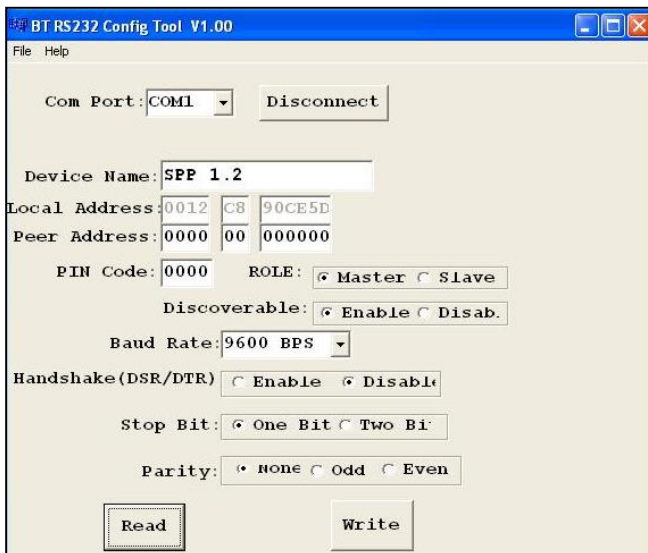 BT RS232 Config Tool V1.00
File Help
Com Port: COM1 Disconnect
Device Name: SPP 1.2
Local Address: 0012 C8 90CE5D
Peer Address: 0000 00 000000
PIN Code: 0000 ROLE: Master Slave
Discoverable: Enable Disab.
Baud Rate: 9600 BPS
Handshake(DSR/DTR) Enable Disable
Stop Bit: One Bit Two Bi
Parity: None Odd Even
Read Write